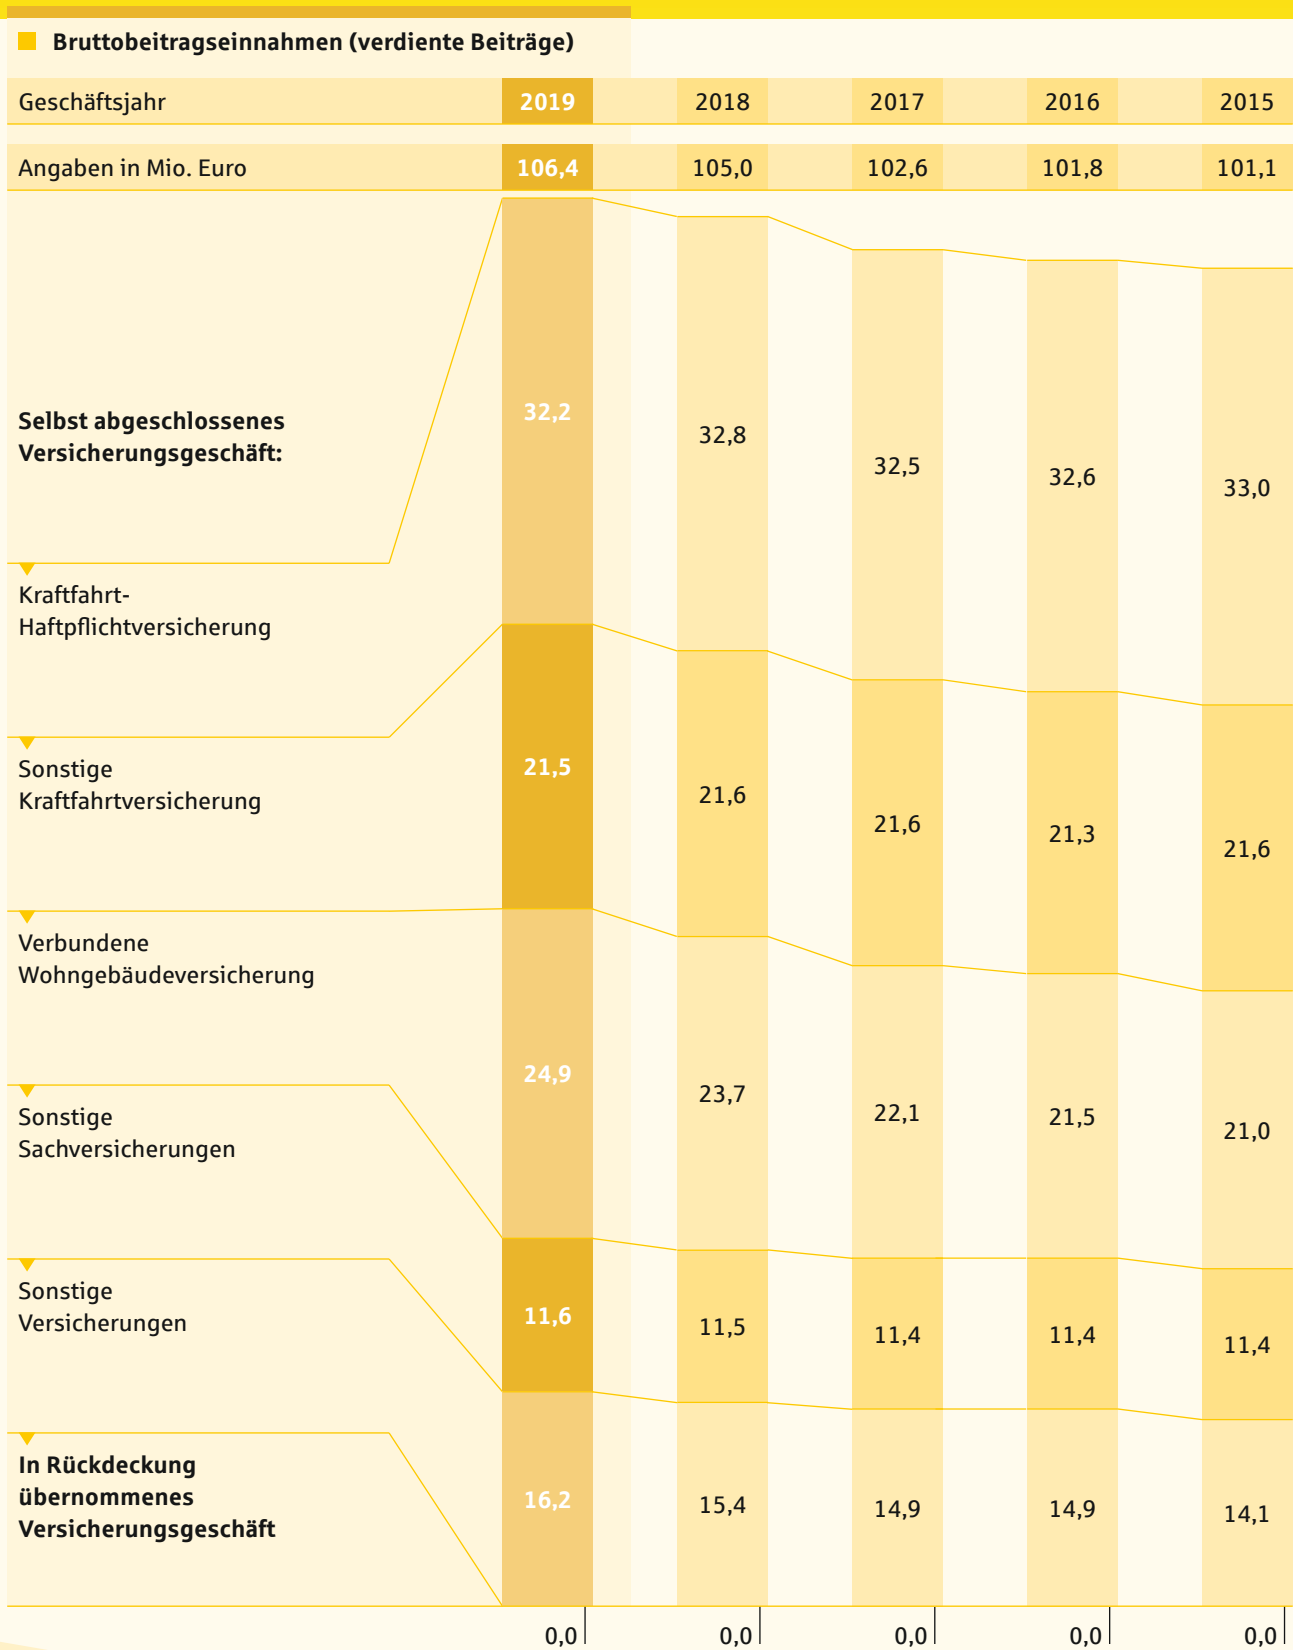 Bruttobeitragseinnahmen (verdiente Beiträge)
Geschäftsjahr 2019 2018 2017 2016 2015
Angaben in Mio. Euro 106,4 105,0 102,6 101,8 101,1
Selbst abgeschlossenes
Versicherungsgeschäft:
32,2 32,8 32,5 32,6 33,0
Kraftfahrt-
Haftpflichtversicherung
21,5 21,6 21,6 21,3 21,6
Sonstige
Kraftfahrtversicherung
24,9 23,7 22,1 21,5 21,0
Verbundene
Wohngebäudeversicherung
11,6 11,5 11,4 11,4 11,4
Sonstige
Sachversicherungen
16,2 15,4 14,9 14,9 14,1
Sonstige
Versicherungen
In Rückdeckung
übernommenes
Versicherungsgeschäft
0,0 0,0 0,0 0,0 0,0